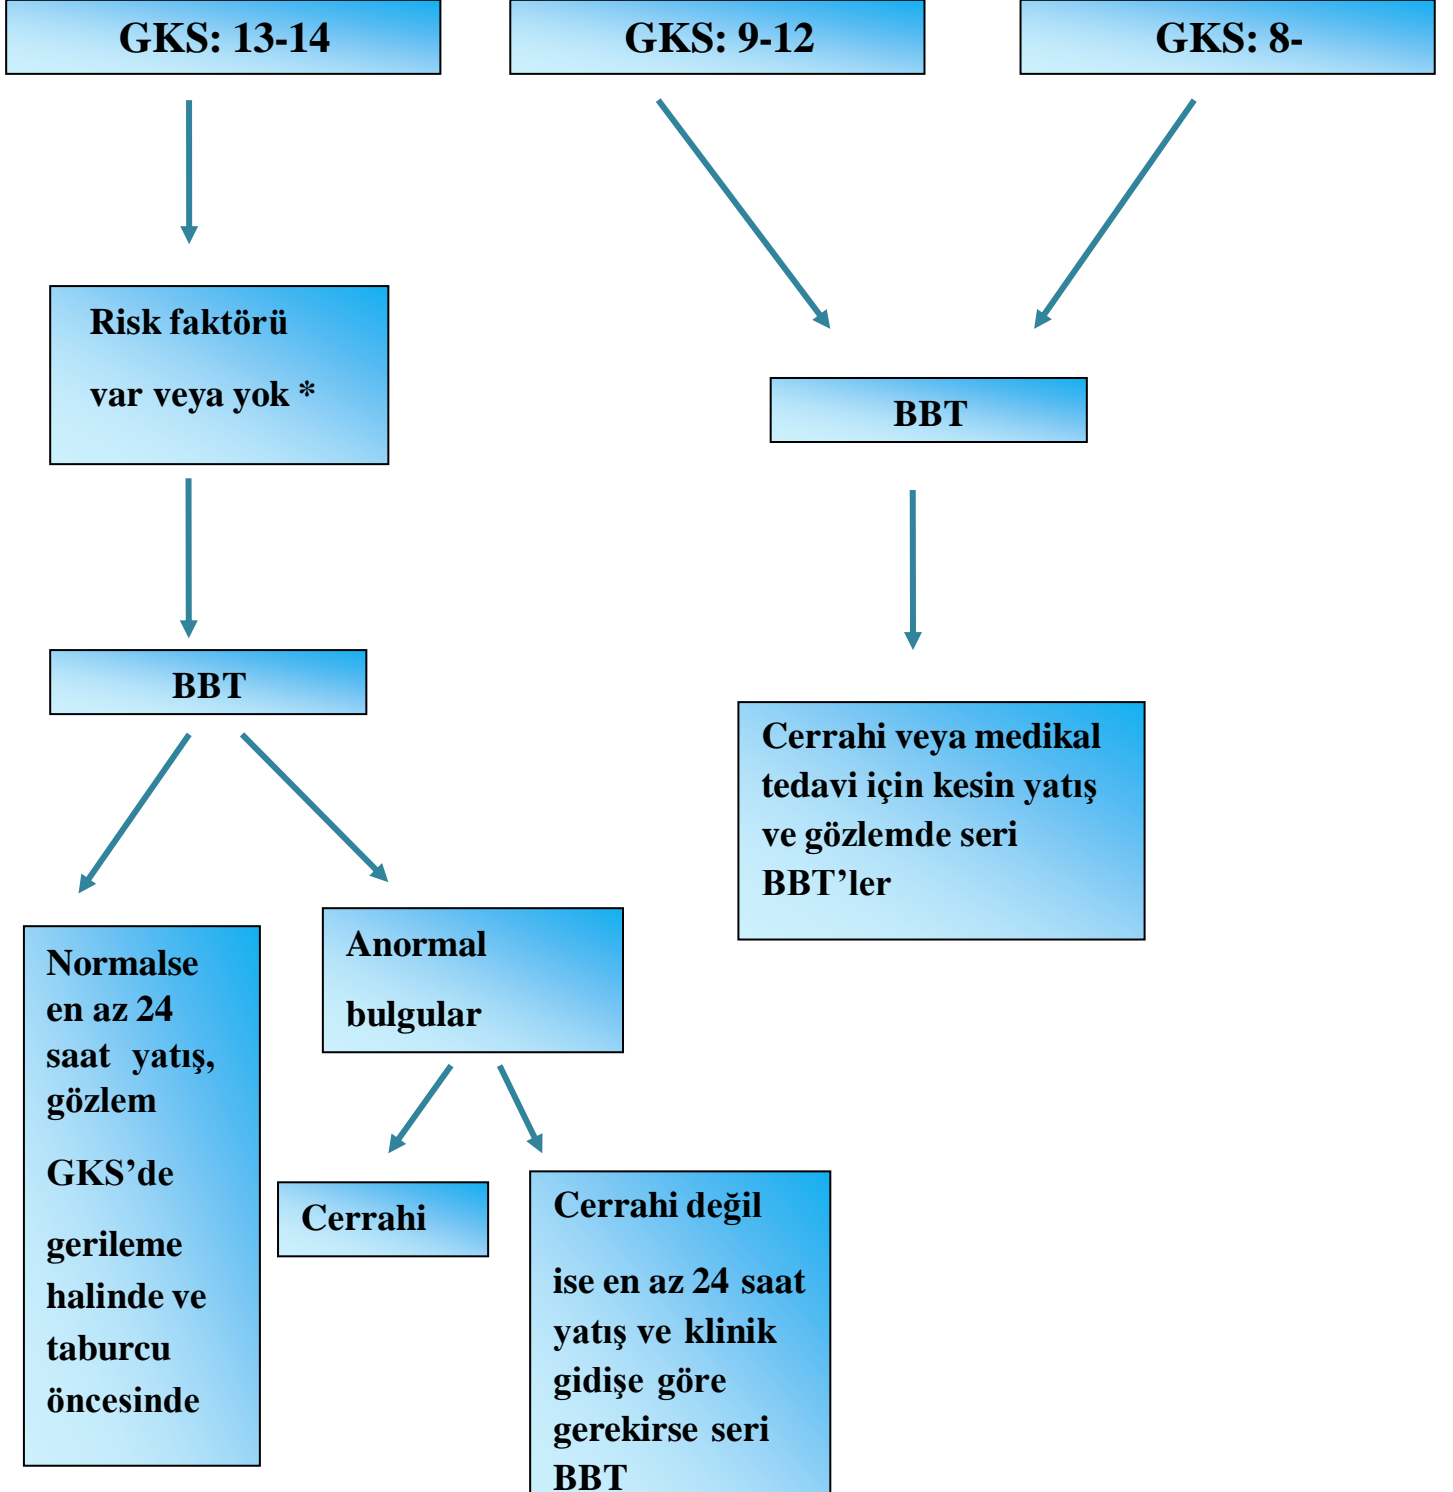 GKS: 13-14
GKS: 9-12
GKS: 8-
Risk faktörü
var veya yok *
BBT
BBT
Cerrahi veya medikal
tedavi için kesin yatış
ve gözlemde seri
BBT’ler
Normalse
en az 24
saat yatış,
gözlem
GKS’de
gerileme
halinde ve
taburcu
öncesinde
Anormal
bulgular
Cerrahi
Cerrahi değil
ise en az 24 saat
yatış ve klinik
gidişe göre
gerekirse seri
BBT